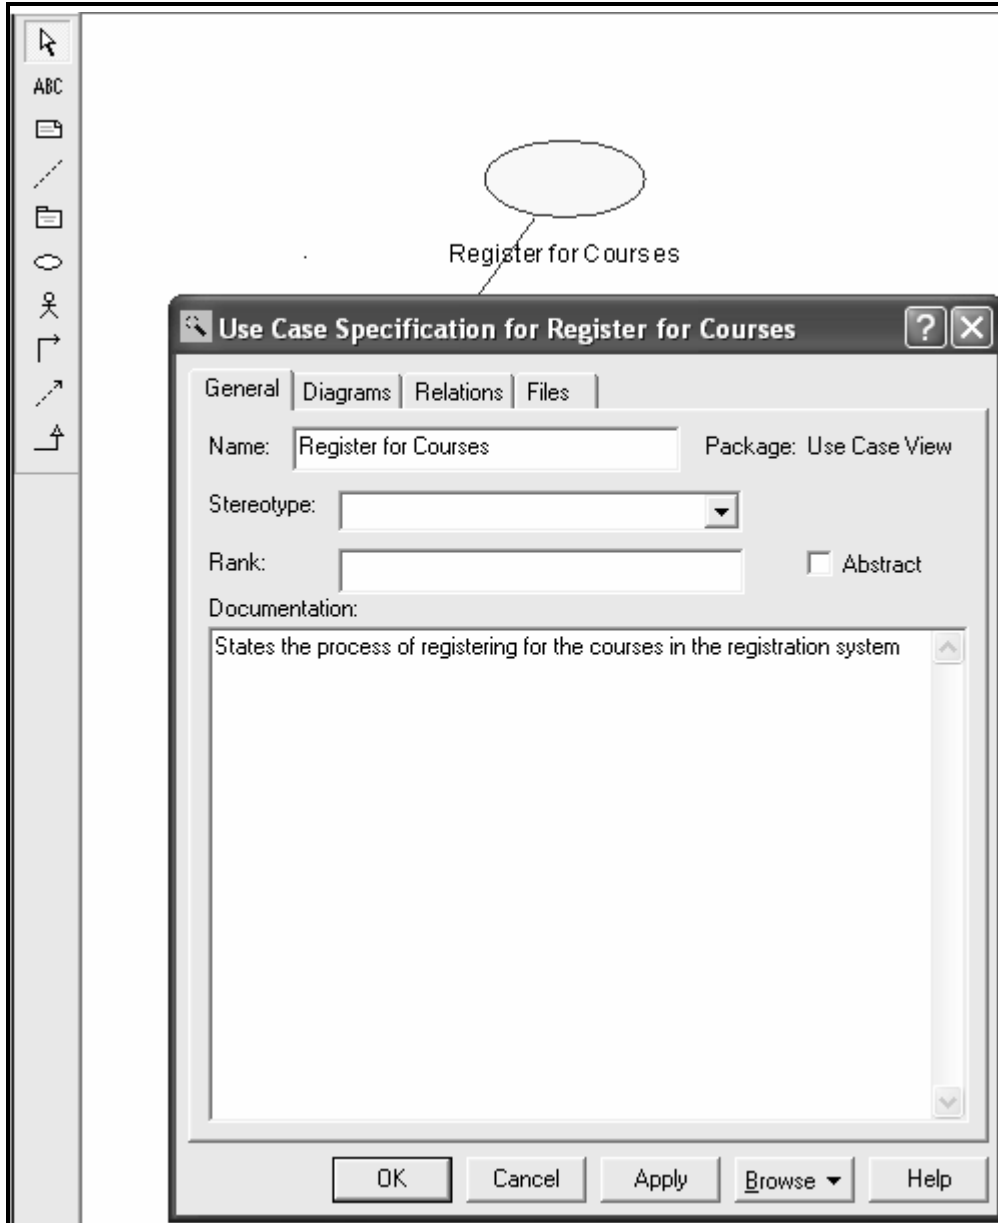 ABC
Register for Courses
Use Case Specification for Register for Courses
General Diagrams Relations Files
Name: Register for Courses Package: Use Case View
Stereotype:
Rank: Abstract
Documentation:
States the process of registering for the courses in the registration system
OK Cancel Apply Browse Help